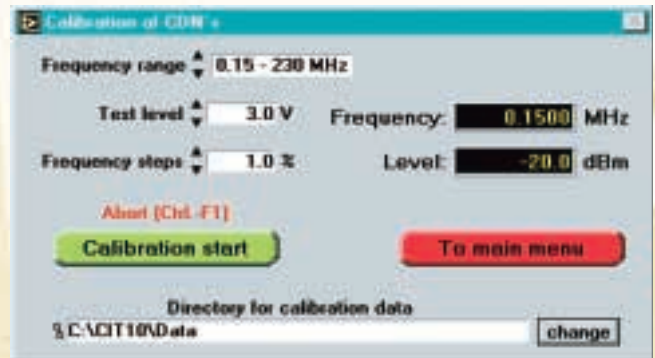 Calibration of CDN's
Frequency range 0.15 - 230 MHz
Test level 3.0 V
Frequency: 0.1500 MHz
Frequency steps 1.0 %
Level: -20.0 dBm
Abort [Ctrl.-F1]
Calibration start
To main menu
Directory for calibration data
C:\CIT10\Data
change